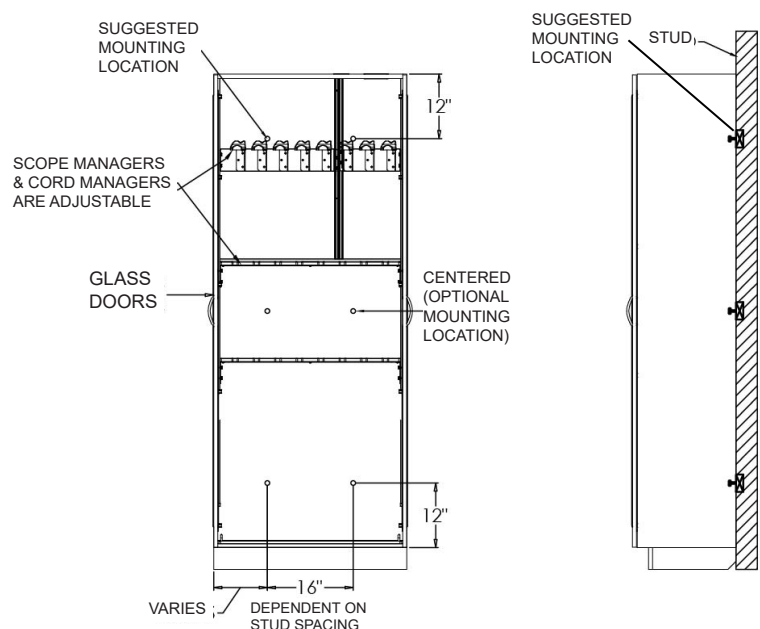 SUGGESTED
MOUNTING
LOCATION
12"
SCOPE MANAGERS
& CORD MANAGERS
ARE ADJUSTABLE
GLASS
DOORS
CENTERED
(OPTIONAL
MOUNTING
LOCATION)
12"
16"
VARIES
DEPENDENT ON
STUD SPACING
SUGGESTED
MOUNTING
LOCATION
STUD